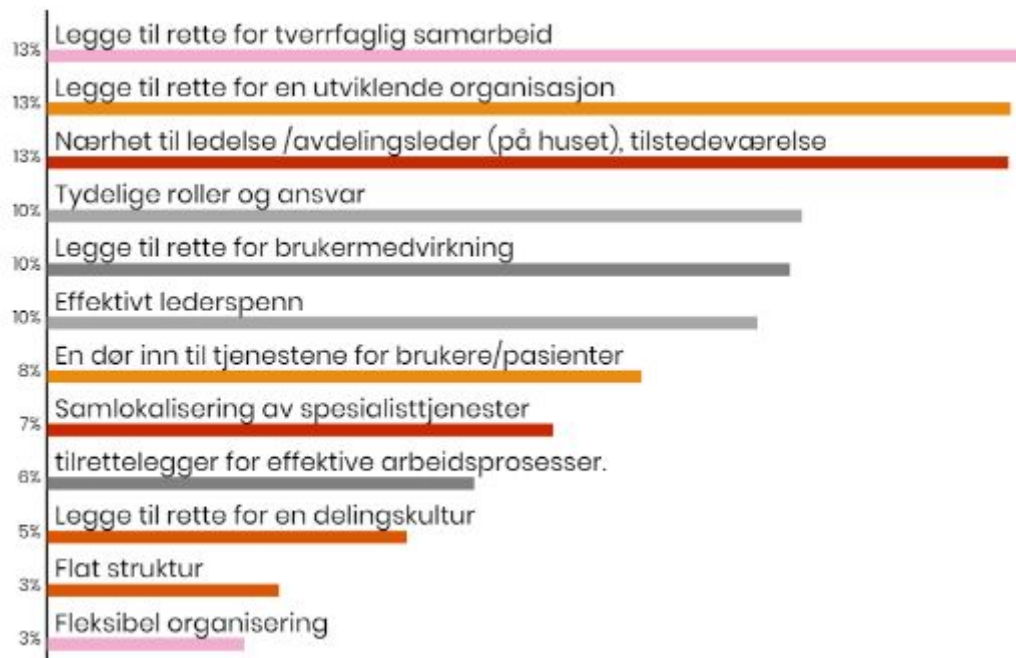 Legge til rette for tverrfaglig samarbeid
13%
Legge til rette for en utviklende organisasjon
13%
Nærhet til ledelse /avdelingsleder (på huset), tilstedeværelse
13%
Tydelige roller og ansvar
10%
Legge til rette for brukermedvirkning
10%
Effektivt lederspenn
10%
En dør inn til tjenestene for brukere/pasienter
8%
Samlokalisering av spesialisttjenester
7%
tilrettelegger for effektive arbeidsprosesser.
6%
Legge til rette for en delingskultur
5%
Flat struktur
3%
Fleksibel organisering
3%